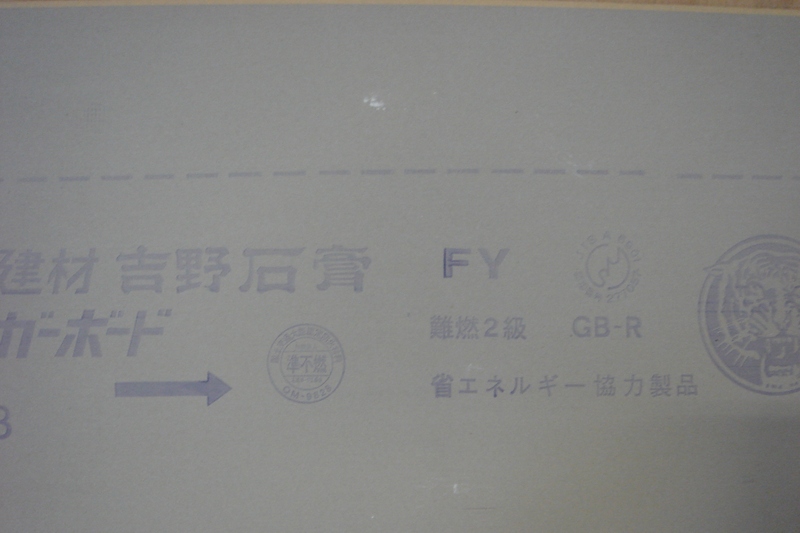 建材 吉野石膏 FY
ガーボード
難燃2級 GB-R
準不燃
省エネルギー協力製品